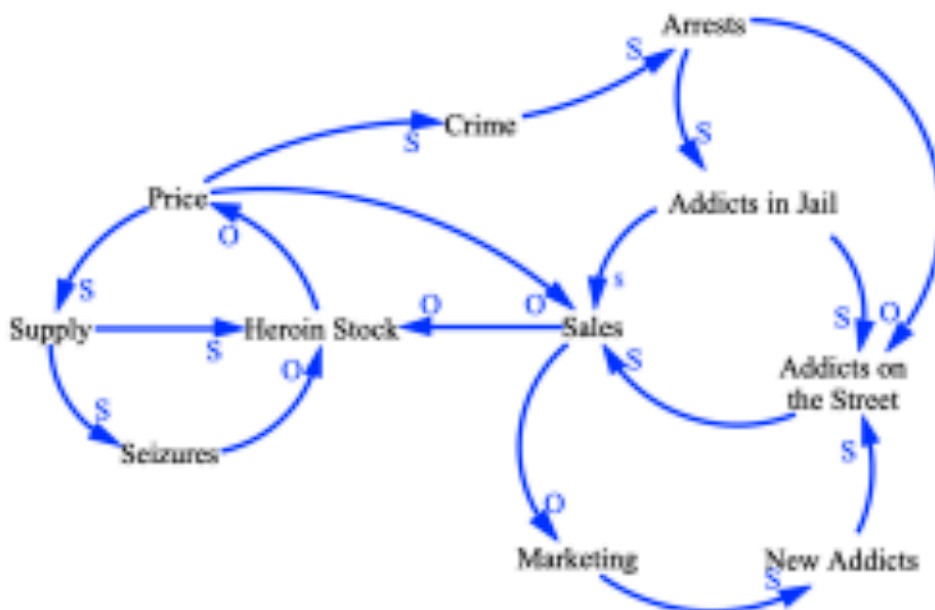 Arrests
S
Crime
S
S
Price
Addicts in Jail
O
S
s
O
O
S
O
Supply
Heroin Stock
Sales
S
O
S
Addicts on
the Street
S
Seizures
S
O
Marketing
New Addicts
S